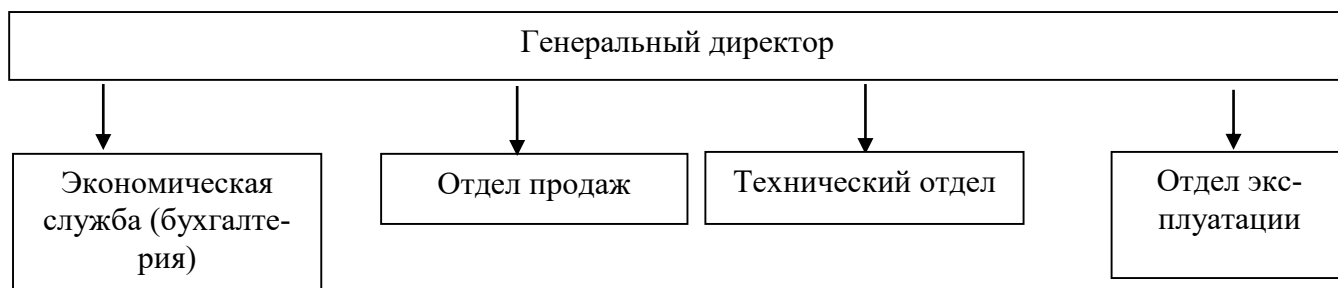 Генеральный директор
Экономическая
служба (бухгалте-
рия)
Отдел продаж
Технический отдел
Отдел экс-
плуатации